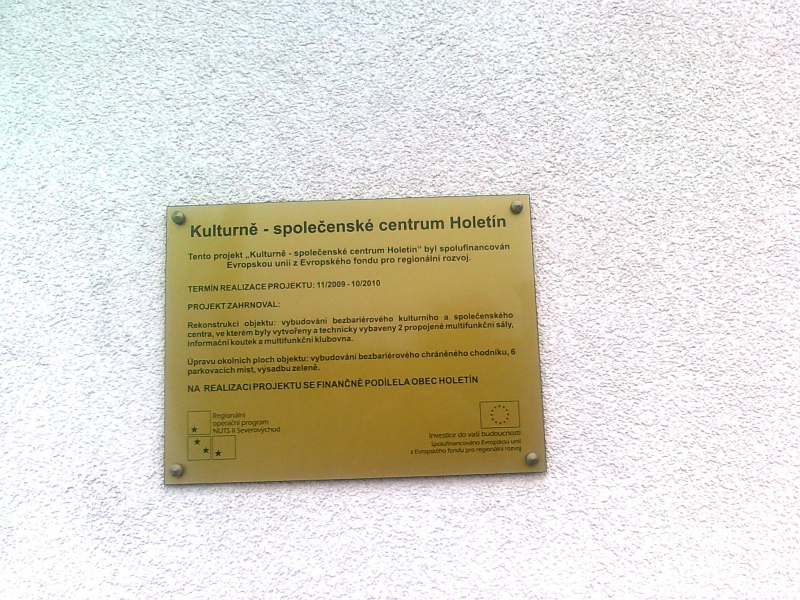 Kulturně - společenské centrum Holetín
Tento projekt „Kulturně - společenské centrum Holetín" byl spolufinancován
Evropskou unií z Evropského fondu pro regionální rozvoj.
TERMÍN REALIZACE PROJEKTU: 11/2009 - 10/2010
PROJEKT ZAHRNOVAL:
Rekonstrukci objektu: vybudování bezbariérového kulturního a společenského
centra, ve kterém byly vytvořeny a technicky vybaveny 2 propojené multifunkční sály,
informační koutek a multifunkční klubovna.
Úpravu okolních ploch objektu: vybudování bezbariérového chráněného chodníku, 6
parkovacích míst, výsadbu zeleně.
NA REALIZACI PROJEKTU SE FINANČNĚ PODÍLELA OBEC HOLETÍN
Regionální
operační program
NUTS II Severovýchod
Investice do vaší budoucnosti
Spolufinancováno Evropskou unií
z Evropského fondu pro regionální rozvoj